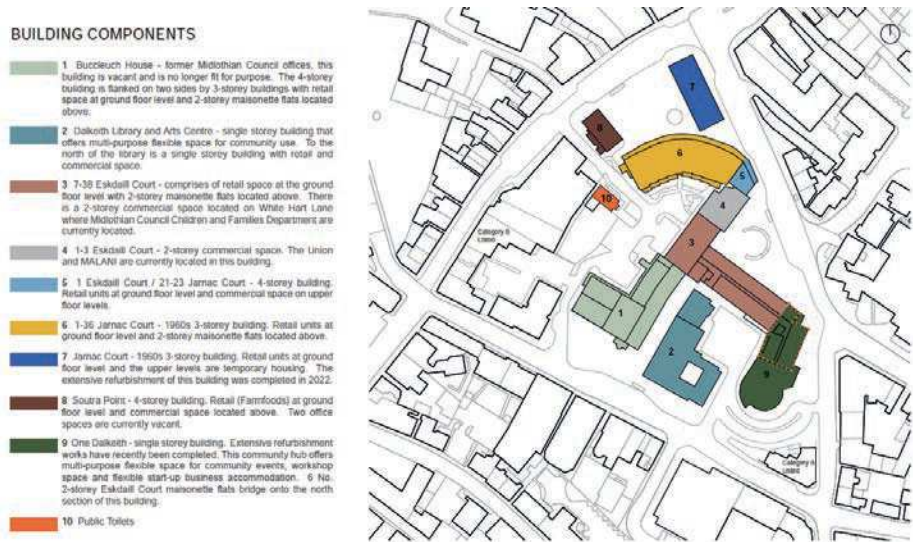 BUILDING COMPONENTS
1 Buccleuch House - former Midlothian Council offices, this
building is vacant and is no longer fit for purpose. The 4-storey
building is flanked on two sides by 3-storey buildings with retail
space at ground floor level and 2-storey maisonette flats located
above.
2 Dalkeith Library and Arts Centre - single storey building that
offers multi-purpose flexible space for community use. To the
north of the library is a single storey building with retail and
commercial space.
3 7-38 Eskdaill Court - comprises of retail space at the ground
floor level with 2-storey maisonette flats located above. There
is a 2-storey commercial space located on White Hart Lane
where Midlothian Council Children and Families Department are
currently located.
4 1-3 Eskdaill Court - 2-storey commercial space. The Union
and MALANI are currently located in this building.
5 1 Eskdaill Court / 21-23 Jarnac Court - 4-storey building.
Retail units at ground floor level and commercial space on upper
floor levels.
6 1-36 Jarnac Court - 1960s 3-storey building. Retail units at
ground floor level and 2-storey maisonette flats located above.
7 Jarnac Court - 1960s 3-storey building. Retail units at ground
floor level and the upper levels are temporary housing. The
extensive refurbishment of this building was completed in 2022.
8 Soutra Point - 4-storey building. Retail (Farmfoods) at ground
floor level and commercial space located above. Two office
spaces are currently vacant.
9 One Dalkeith - single storey building. Extensive refurbishment
works have recently been completed. This community hub offers
multi-purpose flexible space for community events, workshop
space and flexible start-up business accommodation. 6 No.
2-storey Eskdaill Court maisonette flats bridge onto the north
section of this building.
10 Public Toilets
7
8
6
5
10
4
Category B
Listed
3
1
2
9
Category B
Listed